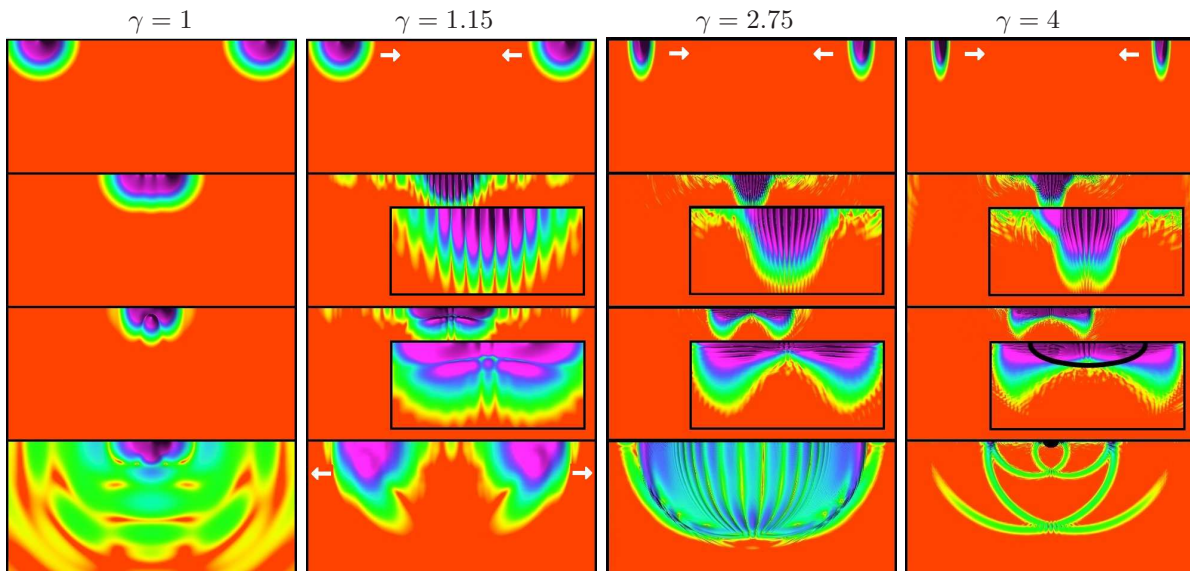 γ = 1
γ = 1.15
γ = 2.75
γ = 4